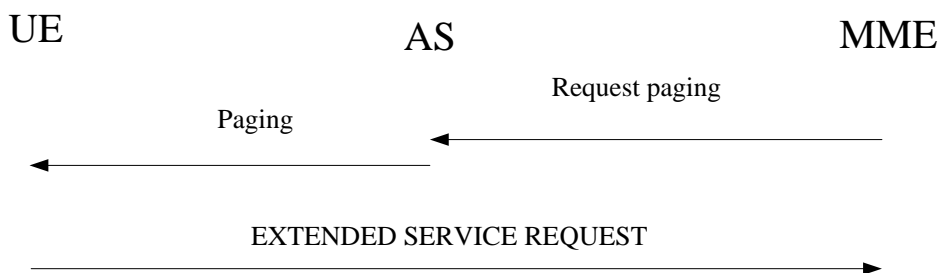 UE
AS
MME
Request paging
Paging
EXTENDED SERVICE REQUEST